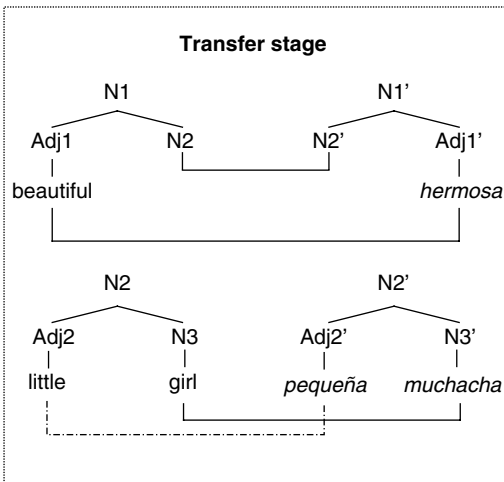 Transfer stage
N1 N1’
Adj1 N2 N2’ Adj1’
beautiful hermosa
N2 N2’
Adj2 N3 Adj2’ N3’
little girl pequeña muchacha